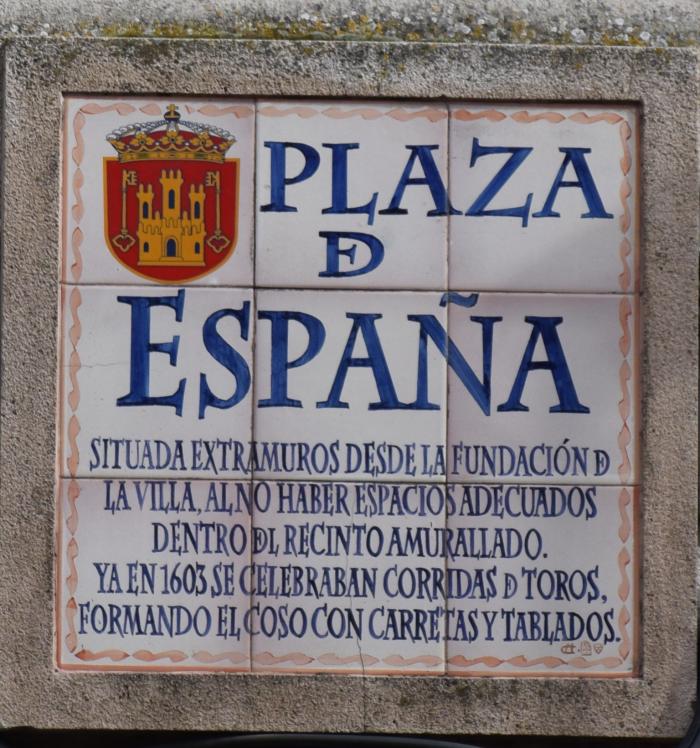 PLAZA
Đ
ESPAÑA
SITUADA EXTRAMUROS DESDE LA FUNDACIÓN Đ
LA VILLA, AL NO HABER ESPACIOS ADECUADOS
DENTRO ĐL RECINTO AMURALLADO.
YA EN 1603 SE CELEBRABAN CORRIDAS Đ TOROS,
FORMANDO EL COSO CON CARRETAS Y TABLADOS.